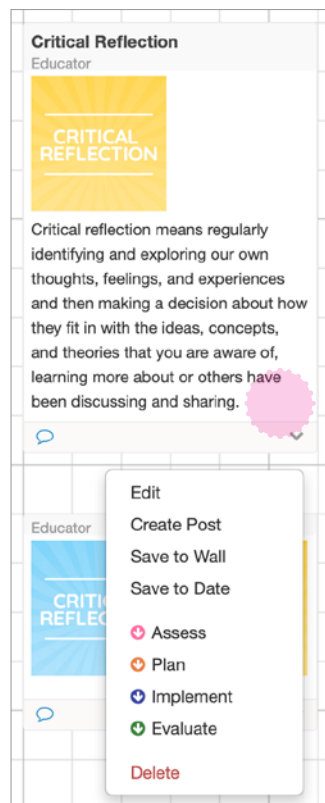 Critical Reflection
Educator
CRITICAL
REFLECTION
Critical reflection means regularly
identifying and exploring our own
thoughts, feelings, and experiences
and then making a decision about how
they fit in with the ideas, concepts,
and theories that you are aware of,
learning more about or others have
been discussing and sharing.
Educator
CRITI
REFLEC
Edit
Create Post
Save to Wall
Save to Date
Assess
Plan
Implement
Evaluate
Delete